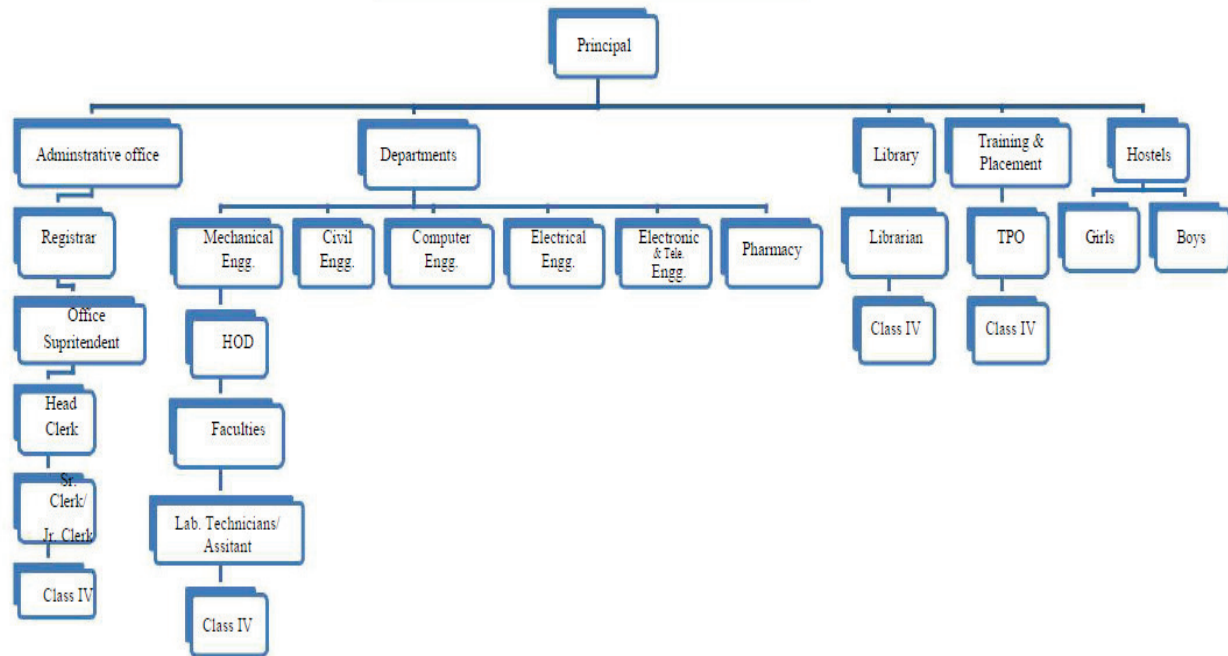 Principal
Adminstrative office
Departments
Library
Training &
Placement
Hostels
Registrar
Mechanical
Engg.
Civil
Engg.
Computer
Engg.
Electrical
Engg.
Electronic
& Tele.
Engg.
Pharmacy
Librarian
TPO
Girls
Boys
Office
Supritendent
HOD
Class IV
Class IV
Head
Clerk
Faculties
Sr.
Clerk/
Jr. Clerk
Lab. Technicians/
Assitant
Class IV
Class IV